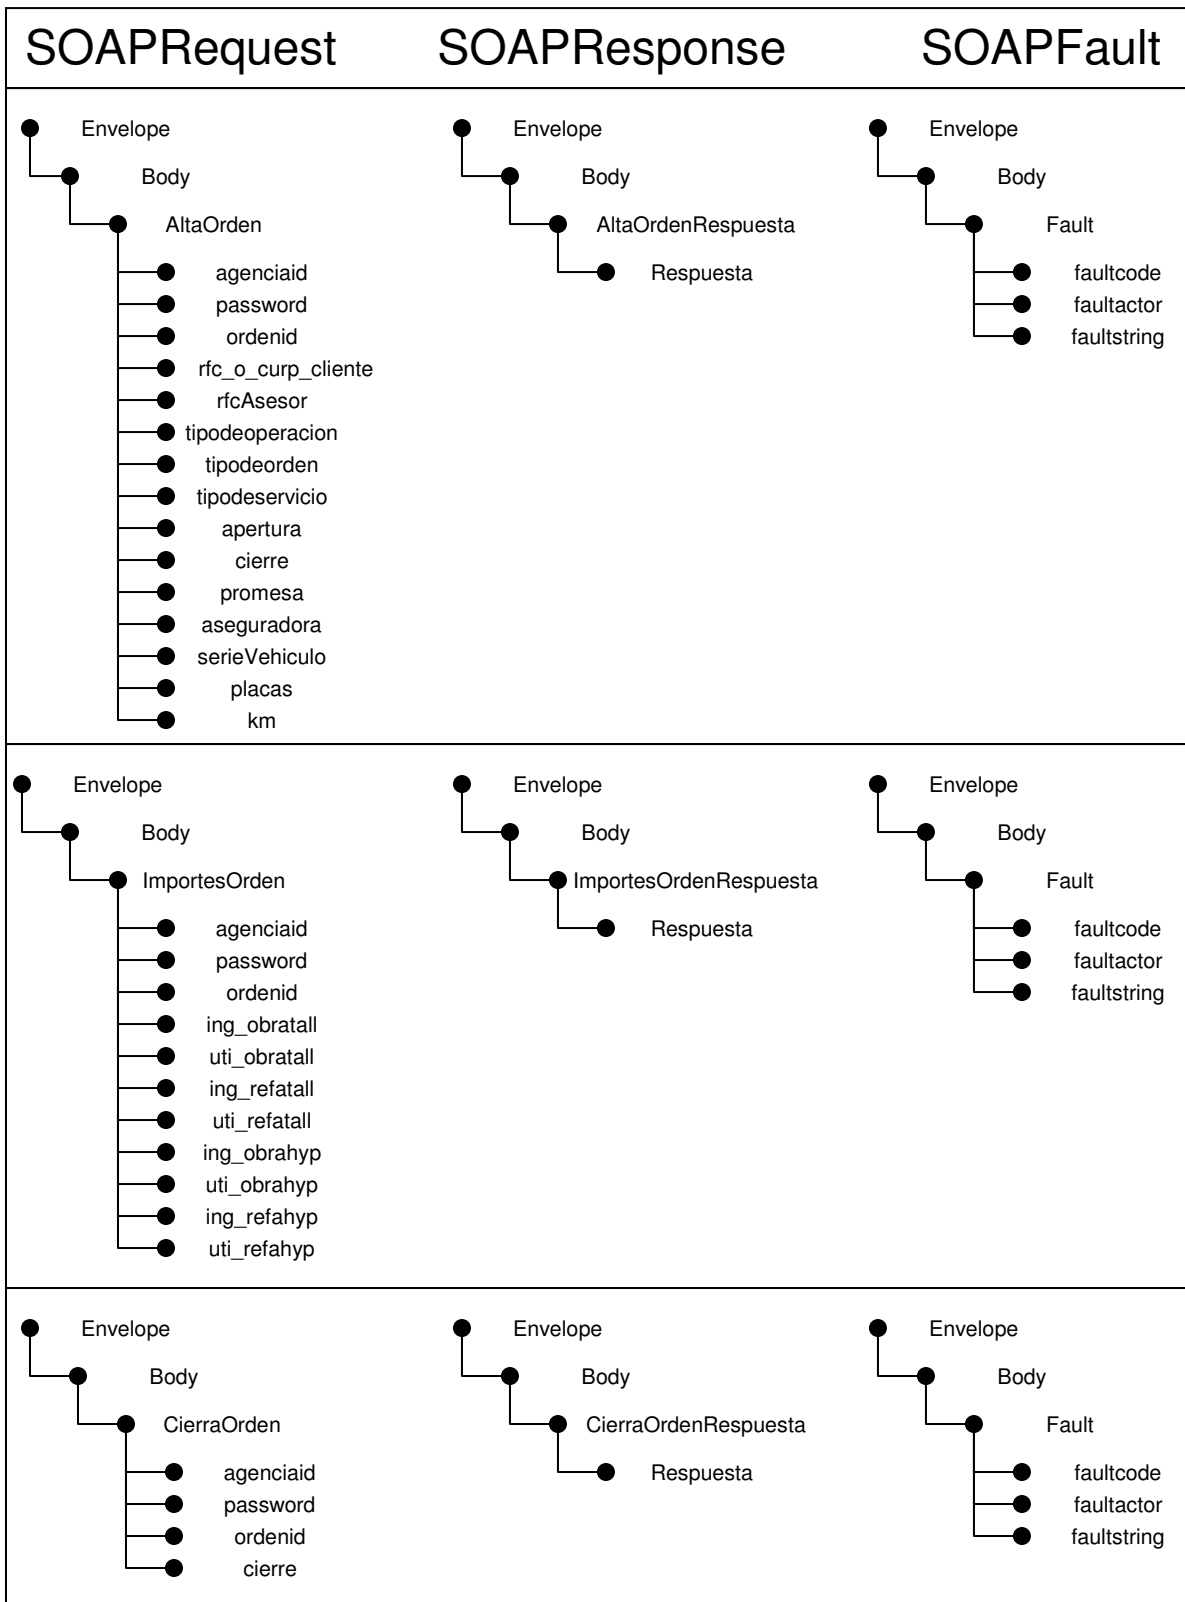 SOAPRequest SOAPResponse SOAPFault
Envelope Envelope Envelope
Body Body Body
AltaOrden AltaOrdenRespuesta Fault
agenciaid Respuesta faultcode
password faultactor
ordenid faultstring
rfc_o_curp_cliente
rfcAsesor
tipodeoperacion
tipodeorden
tipodeservicio
apertura
cierre
promesa
aseguradora
serieVehiculo
placas
km
Envelope Envelope Envelope
Body Body Body
ImportesOrden ImportesOrdenRespuesta Fault
agenciaid Respuesta faultcode
password faultactor
ordenid faultstring
ing_obratall
uti_obratall
ing_refatall
uti_refatall
ing_obrahyp
uti_obrahyp
ing_refahyp
uti_refahyp
Envelope Envelope Envelope
Body Body Body
CierraOrden CierraOrdenRespuesta Fault
agenciaid Respuesta faultcode
password faultactor
ordenid faultstring
cierre